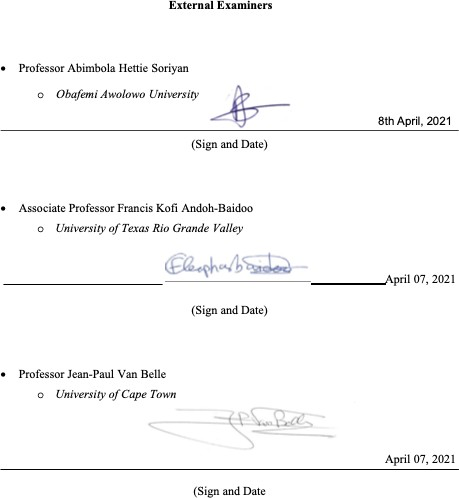 External Examiners
• Professor Abimbola Hettie Soriyan
o Obafemi Awolowo University
8th April, 2021
(Sign and Date)
• Associate Professor Francis Kofi Andoh-Baidoo
o University of Texas Rio Grande Valley
April 07, 2021
(Sign and Date)
• Professor Jean-Paul Van Belle
o University of Cape Town
April 07, 2021
(Sign and Date